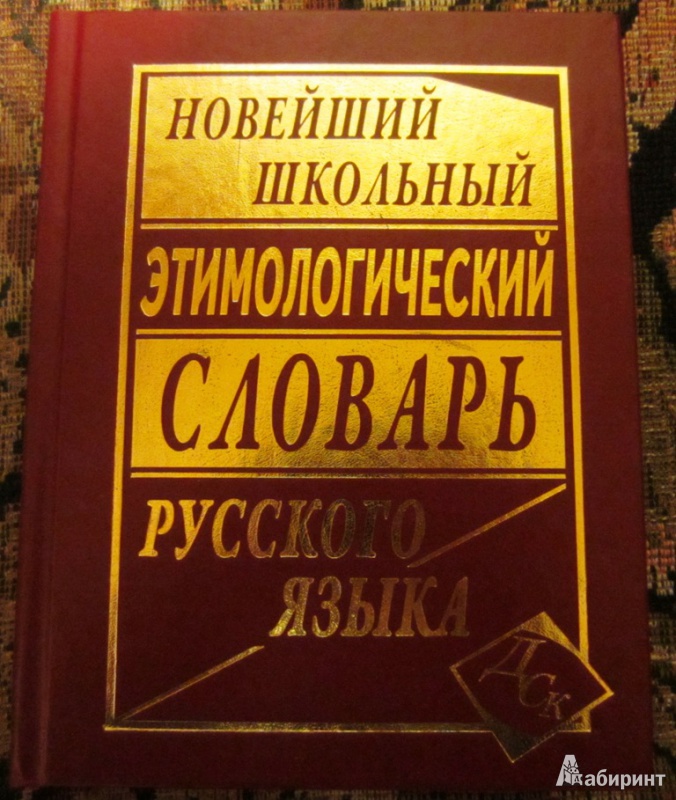 НОВЕЙШИЙ
ШКОЛЬНЫЙ
ЭТИМОЛОГИЧЕСКИЙ
СЛОВАРЬ
РУССКОГО
ЯЗЫКА
ДСК
Лабиринт